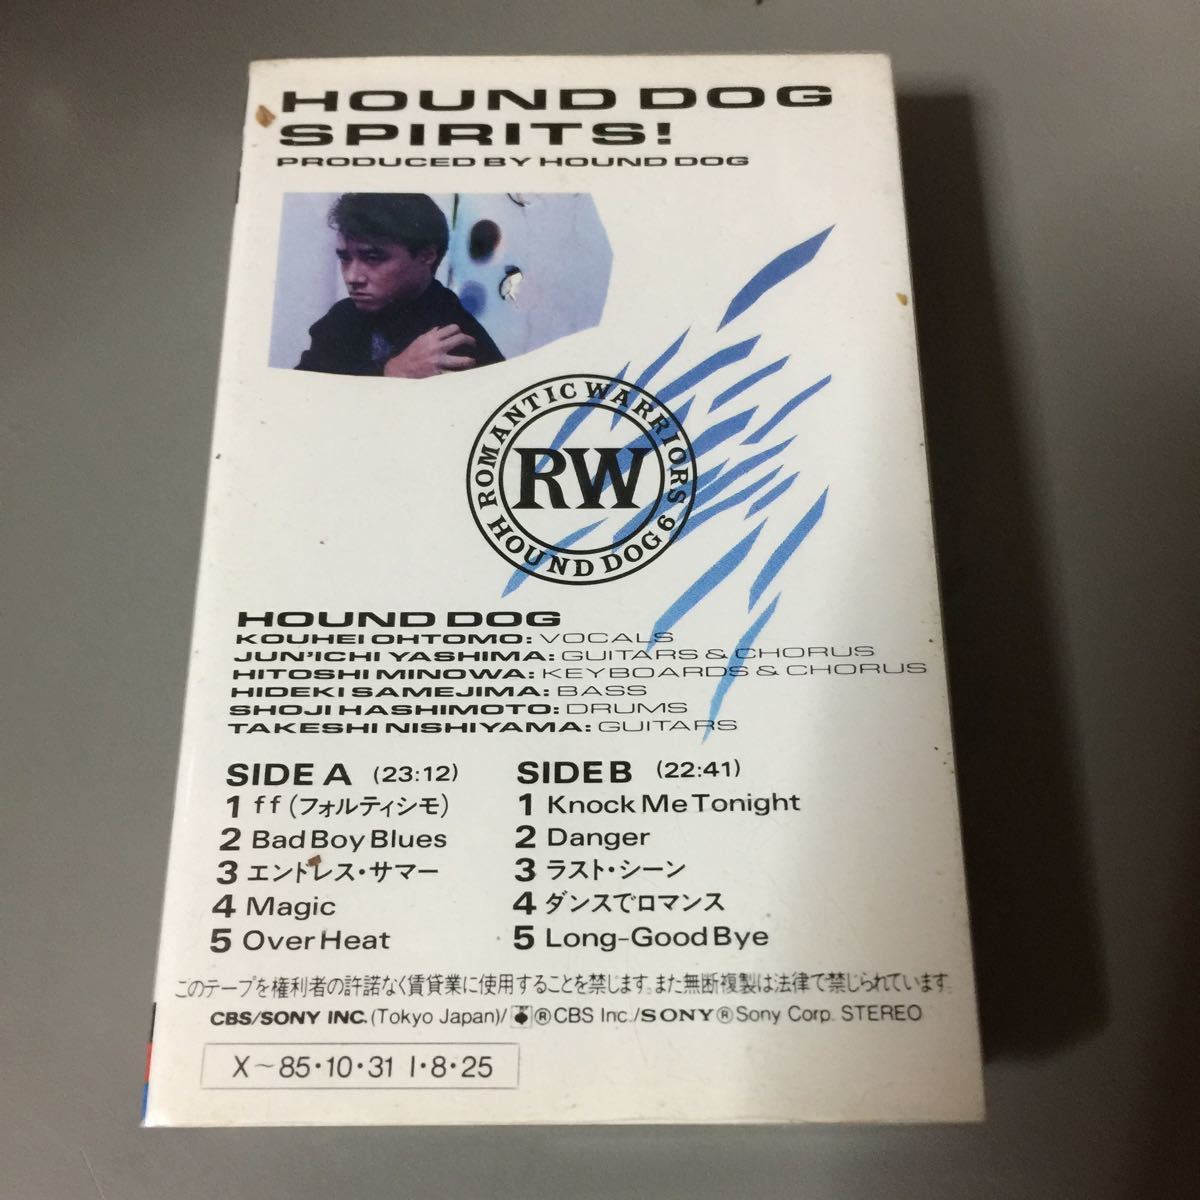 HOUND DOG
SPIRITS!
PRODUCED BY HOUND DOG
ROMANTIC WARRIORS
RW
HOUND DOG 6
HOUND DOG
KOUHEI OHTOMO: VOCALS
JUN'ICHI YASHIMA: GUITARS & CHORUS
HITOSHI MINOWA: KEYBOARDS & CHORUS
HIDEKI SAMEJIMA: BASS
SHOJI HASHIMOTO: DRUMS
TAKESHI NISHIYAMA: GUITARS
SIDE A (23:12)
1 ff (フォルティシモ)
2 Bad Boy Blues
3 エンドレス・サマー
4 Magic
5 Over Heat
SIDE B (22:41)
1 Knock Me Tonight
2 Danger
3 ラスト・シーン
4 ダンスでロマンス
5 Long-Good Bye
このテープを権利者の許諾なく賃貸業に使用することを禁じます。また無断複製は法律で禁じられています。
CBS/SONY INC. (Tokyo Japan)/ ® CBS Inc./SONY ® Sony Corp. STEREO
X~85・10・31 I・8・25